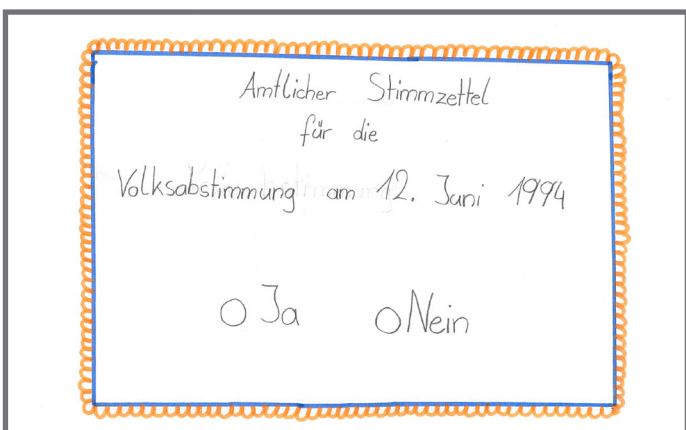 Amtlicher Stimmzettel
für die
Volksabstimmung am 12. Juni 1994
Ja Nein